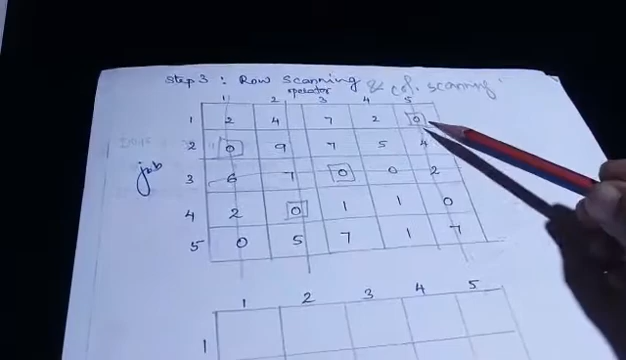 Step 3 : Row Scanning & col. scanning
operator
1 2 3 4 5
1 2 4 7 2 0
2 0 9 7 5 4
job
3 6 7 0 0 2
4 2 0 1 1 0
5 0 5 7 1 7
1 2 3 4 5
1